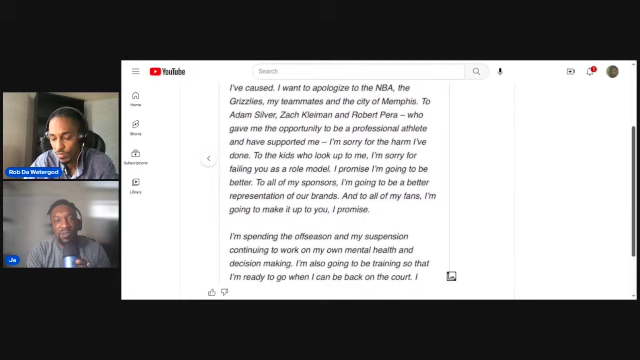 YouTube
Search
1
Home
Shorts
Subscriptions
Library
I've caused. I want to apologize to the NBA, the
Grizzlies, my teammates and the city of Memphis. To
Adam Silver, Zach Kleiman and Robert Pera – who
gave me the opportunity to be a professional athlete
and have supported me – I'm sorry for the harm I've
done. To the kids who look up to me, I'm sorry for
failing you as a role model. I promise I'm going to be
better. To all of my sponsors, I'm going to be a better
representation of our brands. And to all of my fans, I'm
going to make it up to you, I promise.
I'm spending the offseason and my suspension
continuing to work on my own mental health and
decision making. I'm also going to be training so that
I'm ready to go when I can be back on the court. I
Rob Da Watergod
Ja